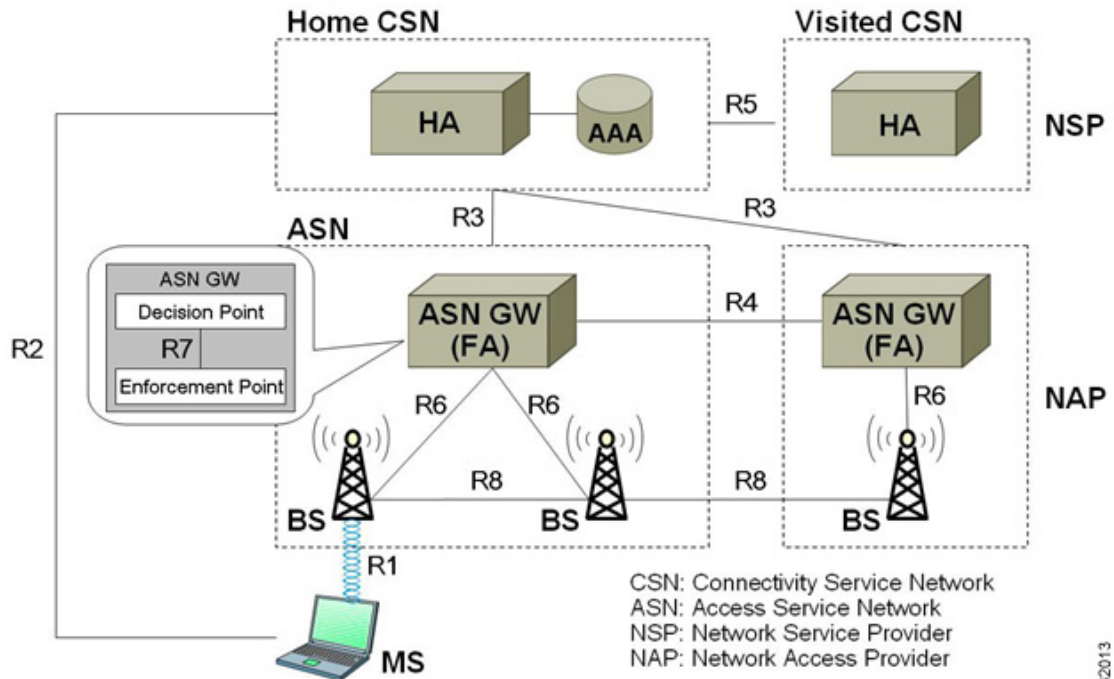 Home CSN
Visited CSN
HA
AAA
R5
HA
NSP
R3
R3
ASN
ASN GW
Decision Point
R7
Enforcement Point
ASN GW
(FA)
R4
ASN GW
(FA)
R2
R6
R6
R6
NAP
R8
R8
BS
BS
BS
R1
MS
CSN: Connectivity Service Network
ASN: Access Service Network
NSP: Network Service Provider
NAP: Network Access Provider